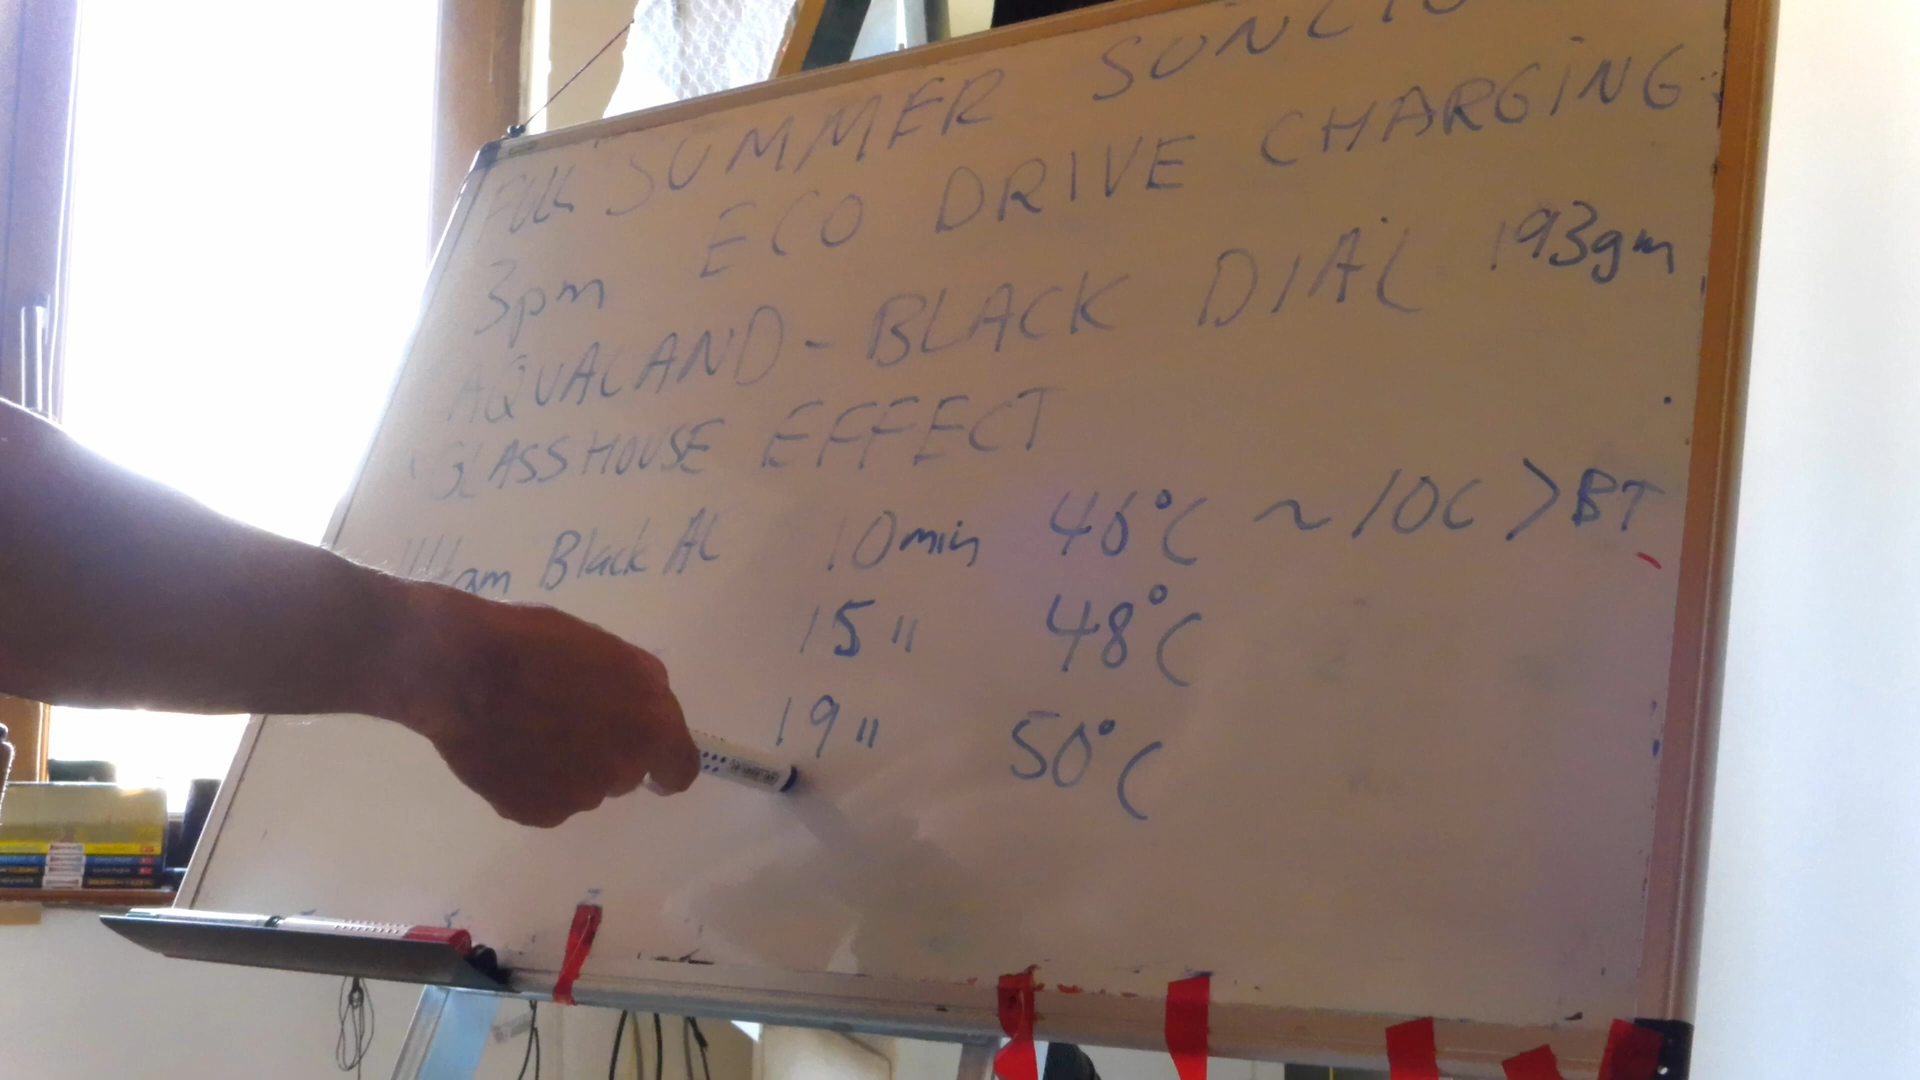 FULL SUMMER
3pm ECO DRIVE CHARGING
AQUALAND - BLACK DIAL 193gm
GLASSHOUSE EFFECT
Black AL 10min 46°C ~10C > BT
15" 48°C
19" 50°C